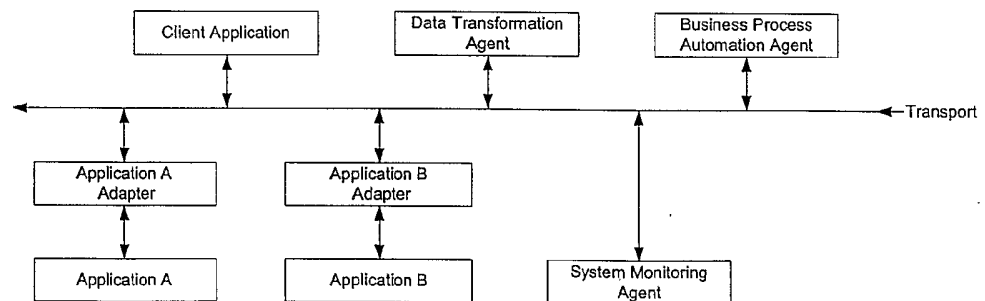 Client Application
Data Transformation
Agent
Business Process
Automation Agent
Transport
Application A
Adapter
Application B
Adapter
Application A
Application B
System Monitoring
Agent